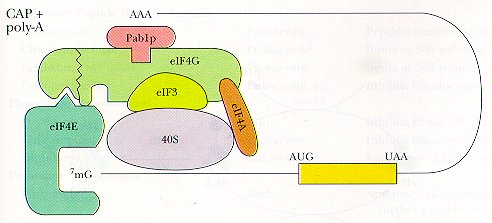 CAP +
poly-A
AAA
Pab1p
eIF4G
eIF3
eIF4A
eIF4E
40S
⁷mG
AUG
UAA